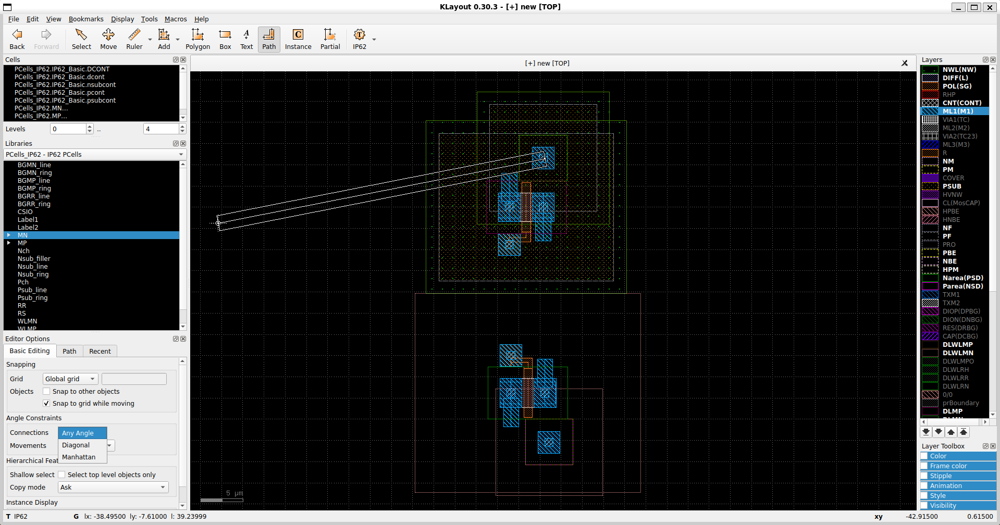 KLayout 0.30.3 - [+] new [TOP]
File Edit View Bookmarks Display Tools Macros Help
Back Forward Select Move Ruler Add Polygon Box Text Path Instance Partial IP62
Cells
PCells_IP62.IP62_Basic.DCONT
PCells_IP62.IP62_Basic.dcont
PCells_IP62.IP62_Basic.nsubcont
PCells_IP62.IP62_Basic.pcont
PCells_IP62.IP62_Basic.psubcont
PCells_IP62.MN...
PCells_IP62.MP...
Levels 0 .. 4
Libraries
PCells_IP62 - IP62 PCells
BGMN_line
BGMN_ring
BGMP_line
BGMP_ring
BGRR_line
BGRR_ring
CSIO
Label1
Label2
MN
MP
Nch
Nsub_filler
Nsub_line
Nsub_ring
Pch
Psub_line
Psub_ring
RR
RS
WLMN
WLMP
Editor Options
Basic Editing Path Recent
Snapping
Grid Global grid
Objects Snap to other objects
Snap to grid while moving
Angle Constraints
Connections Any Angle
Diagonal
Movements
Manhattan
Hierarchical Feat
Shallow select Select top level objects only
Copy mode Ask
Instance Display
[+] new [TOP]
5 µm
Layers
NWL(NW)
DIFF(L)
POL(SG)
RHP
CNT(CONT)
ML1(M1)
VIA1(TC)
ML2(M2)
VIA2(TC23)
ML3(M3)
R
NM
PM
COVER
PSUB
HVNW
CL(MosCAP)
HPBE
HNBE
NF
PF
PRO
PBE
NBE
HPM
Narea(PSD)
Parea(NSD)
TXM1
TXM2
DIOP(DPBG)
DION(DNBG)
RES(DRBG)
CAP(DCBG)
DLWLMP
DLWLMN
DLWLMPO
DLWLRH
DLWLRR
DLWLRN
0/0
prBoundary
DLMP
Layer Toolbox
Color
Frame color
Stipple
Animation
Style
Visibility
T IP62 G lx: -38.49500 ly: -7.61000 l: 39.23999 xy -42.91500 0.61500